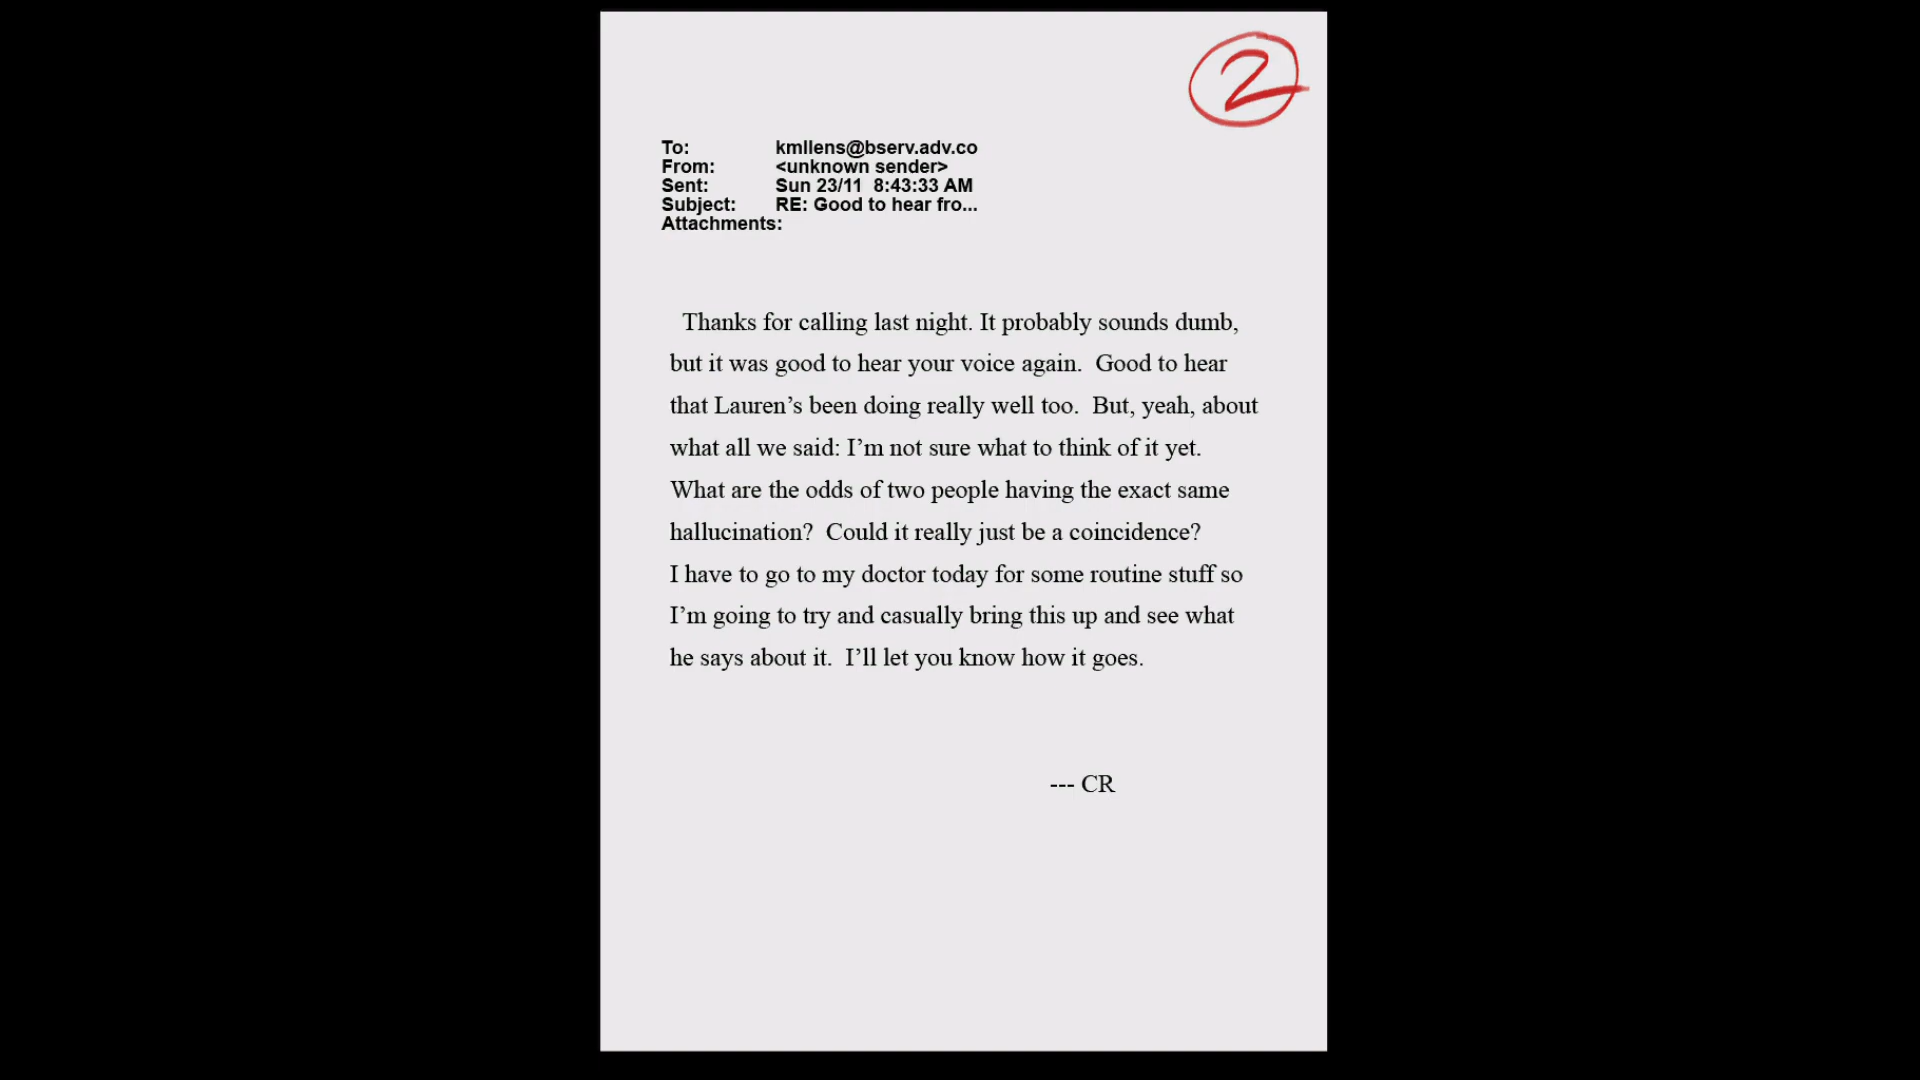 2
To: kmllens@bserv.adv.co
From: <unknown sender>
Sent: Sun 23/11  8:43:33 AM
Subject: RE: Good to hear fro...
Attachments:
Thanks for calling last night. It probably sounds dumb,
but it was good to hear your voice again.  Good to hear
that Lauren’s been doing really well too.  But, yeah, about
what all we said: I’m not sure what to think of it yet.
What are the odds of two people having the exact same
hallucination?  Could it really just be a coincidence?
I have to go to my doctor today for some routine stuff so
I’m going to try and casually bring this up and see what
he says about it.  I’ll let you know how it goes.
--- CR